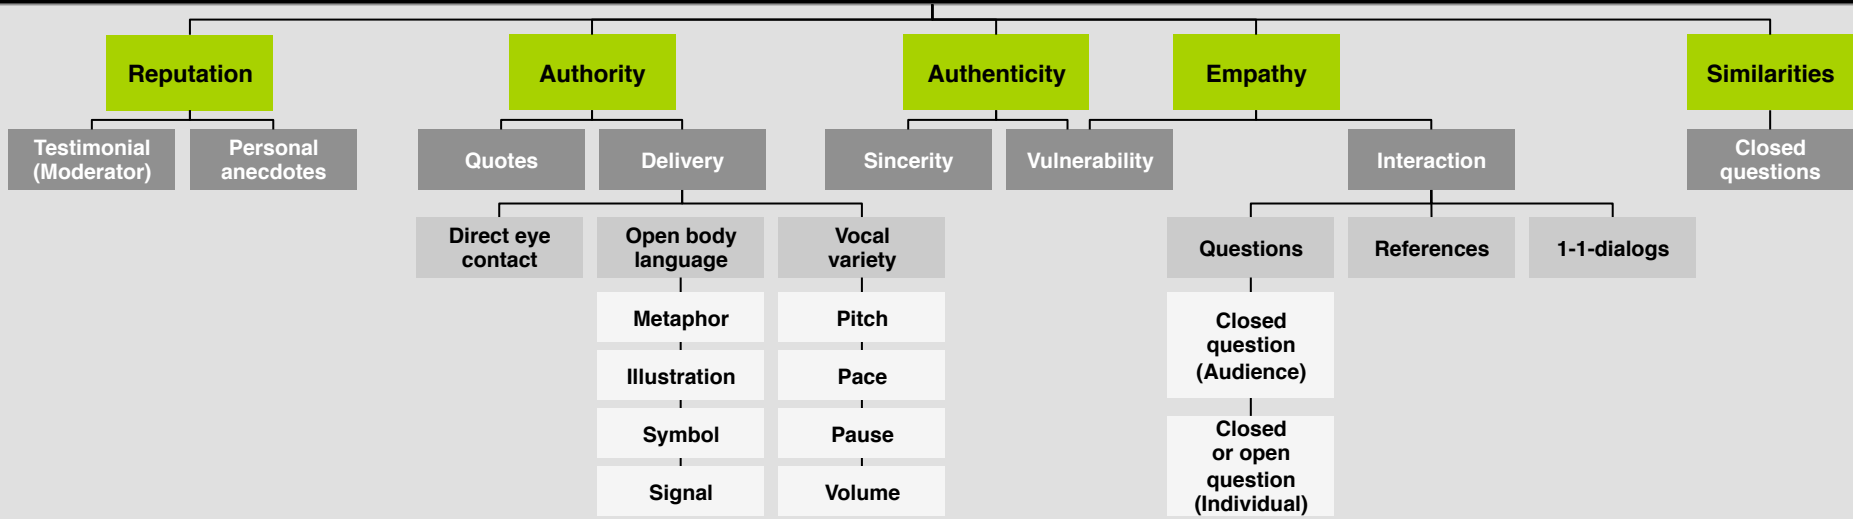 Reputation
Authority
Authenticity
Empathy
Similarities
Testimonial
(Moderator)
Personal
anecdotes
Quotes
Delivery
Sincerity
Vulnerability
Interaction
Closed
questions
Direct eye
contact
Open body
language
Vocal
variety
Questions
References
1-1-dialogs
Metaphor
Illustration
Symbol
Signal
Pitch
Pace
Pause
Volume
Closed
question
(Audience)
Closed
or open
question
(Individual)